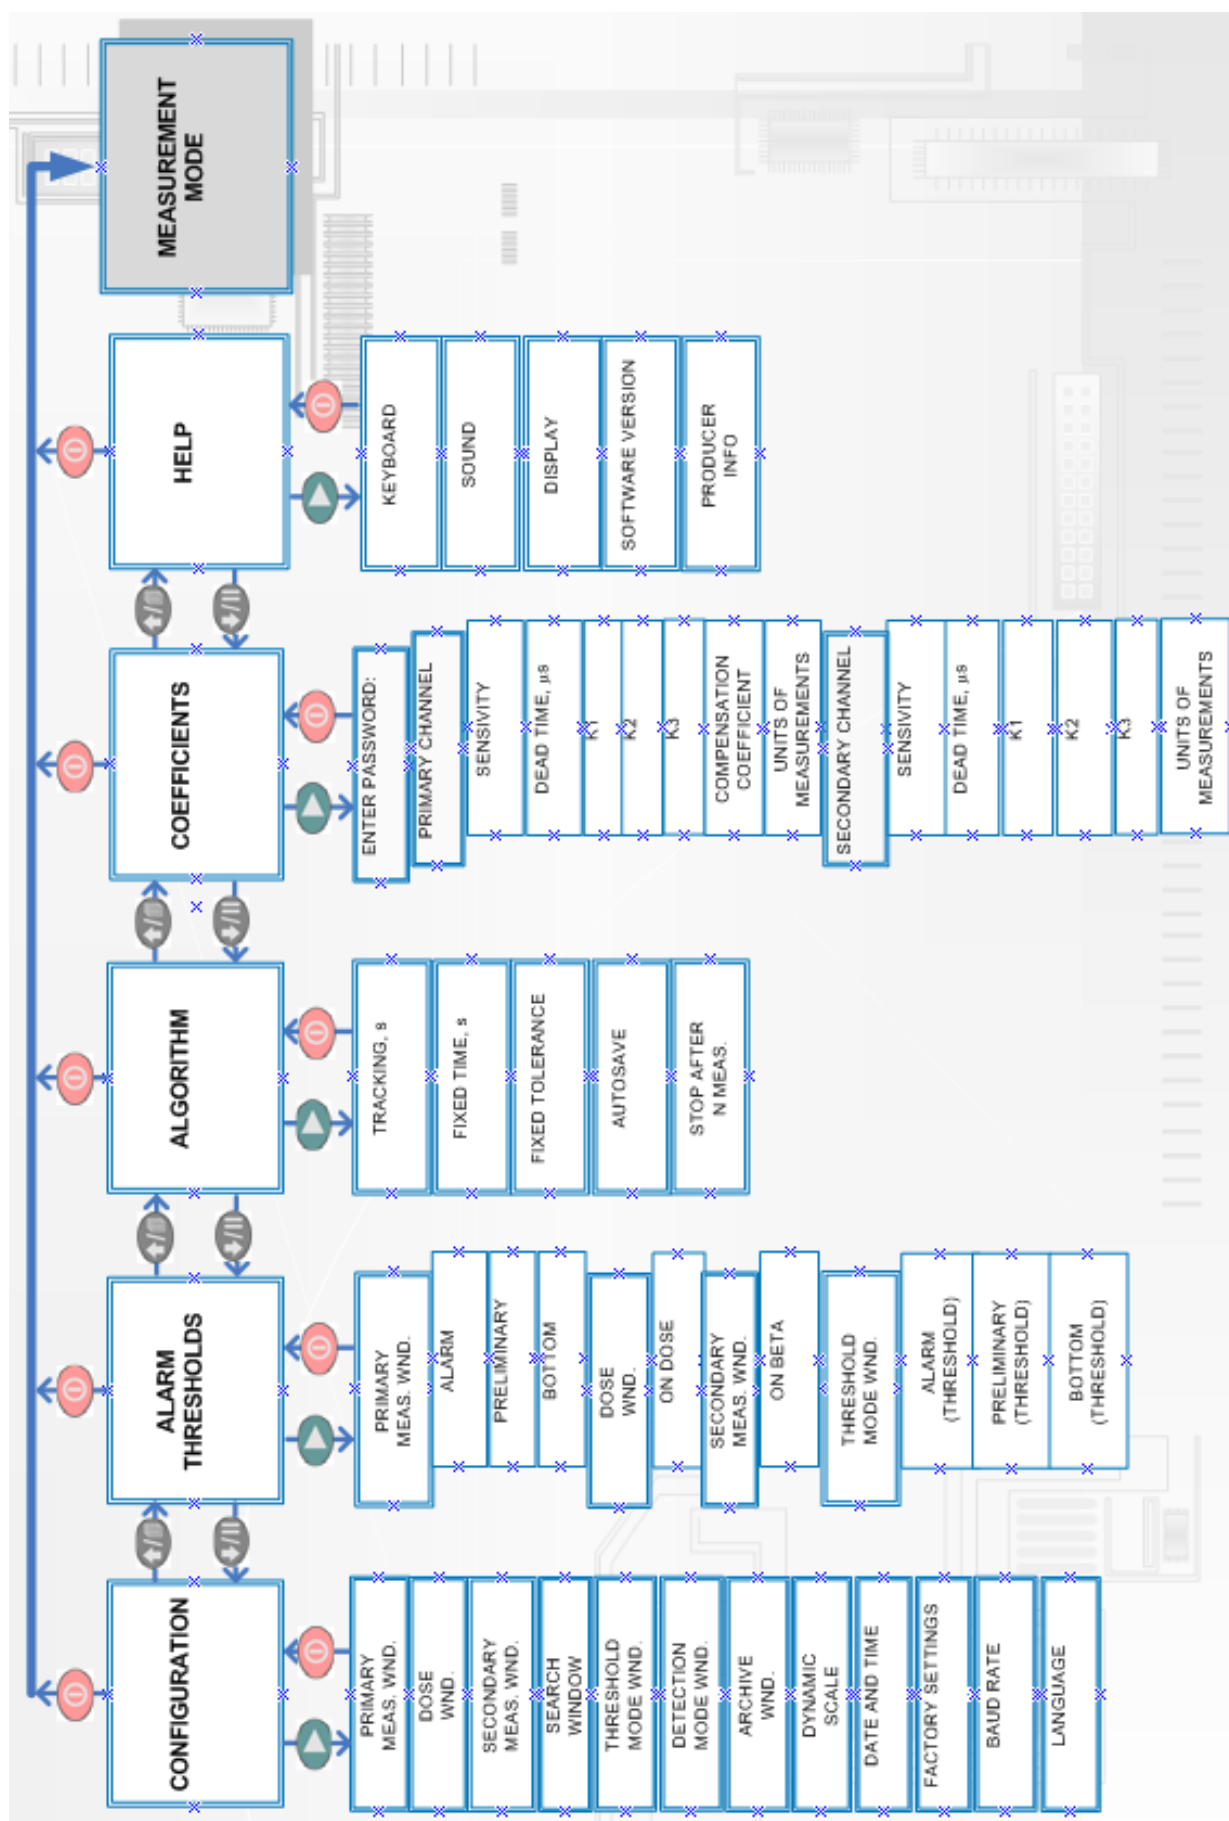 CONFIGURATION
PRIMARY
MEAS. WND.
DOSE
WND.
SECONDARY
MEAS. WND.
SEARCH
WINDOW
THRESHOLD
MODE WND.
DETECTION
MODE WND.
ARCHIVE
WND.
DYNAMIC
SCALE
DATE AND TIME
FACTORY SETTINGS
BAUD RATE
LANGUAGE
ALARM
THRESHOLDS
PRIMARY
MEAS. WND.
ALARM
PRELIMINARY
BOTTOM
DOSE
WND.
ON DOSE
SECONDARY
MEAS. WND.
ON BETA
THRESHOLD
MODE WND.
ALARM
(THRESHOLD)
PRELIMINARY
(THRESHOLD)
BOTTOM
(THRESHOLD)
ALGORITHM
TRACKING, s
FIXED TIME, s
FIXED TOLERANCE
AUTOSAVE
STOP AFTER
N MEAS.
COEFFICIENTS
ENTER PASSWORD:
PRIMARY CHANNEL
SENSIVITY
DEAD TIME, µs
K1
K2
K3
COMPENSATION
COEFFICIENT
UNITS OF
MEASUREMENTS
SECONDARY CHANNEL
SENSIVITY
DEAD TIME, µs
K1
K2
K3
UNITS OF
MEASUREMENTS
HELP
KEYBOARD
SOUND
DISPLAY
SOFTWARE VERSION
PRODUCER
INFO
MEASUREMENT
MODE